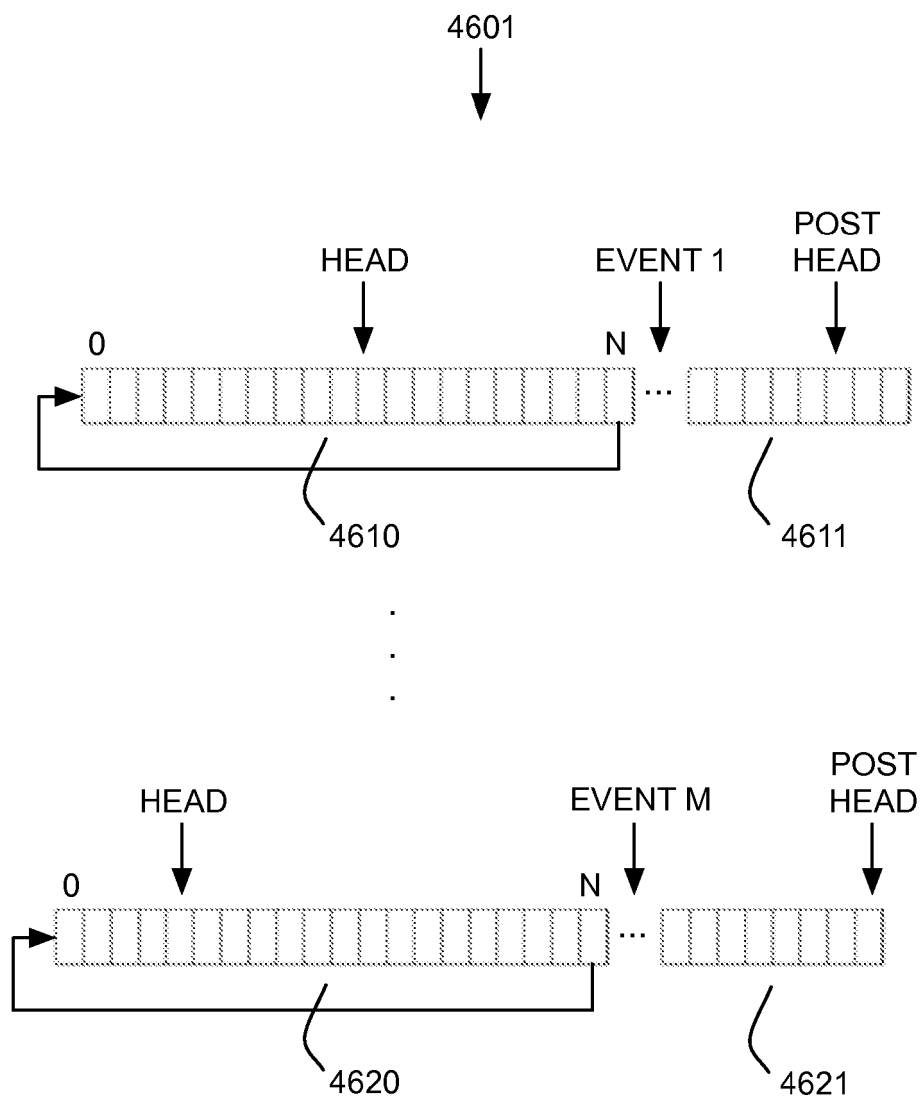 4601
POST
HEAD EVENT 1 HEAD
0 N
...
4610 4611
POST
HEAD EVENT M HEAD
0 N
...
4620 4621